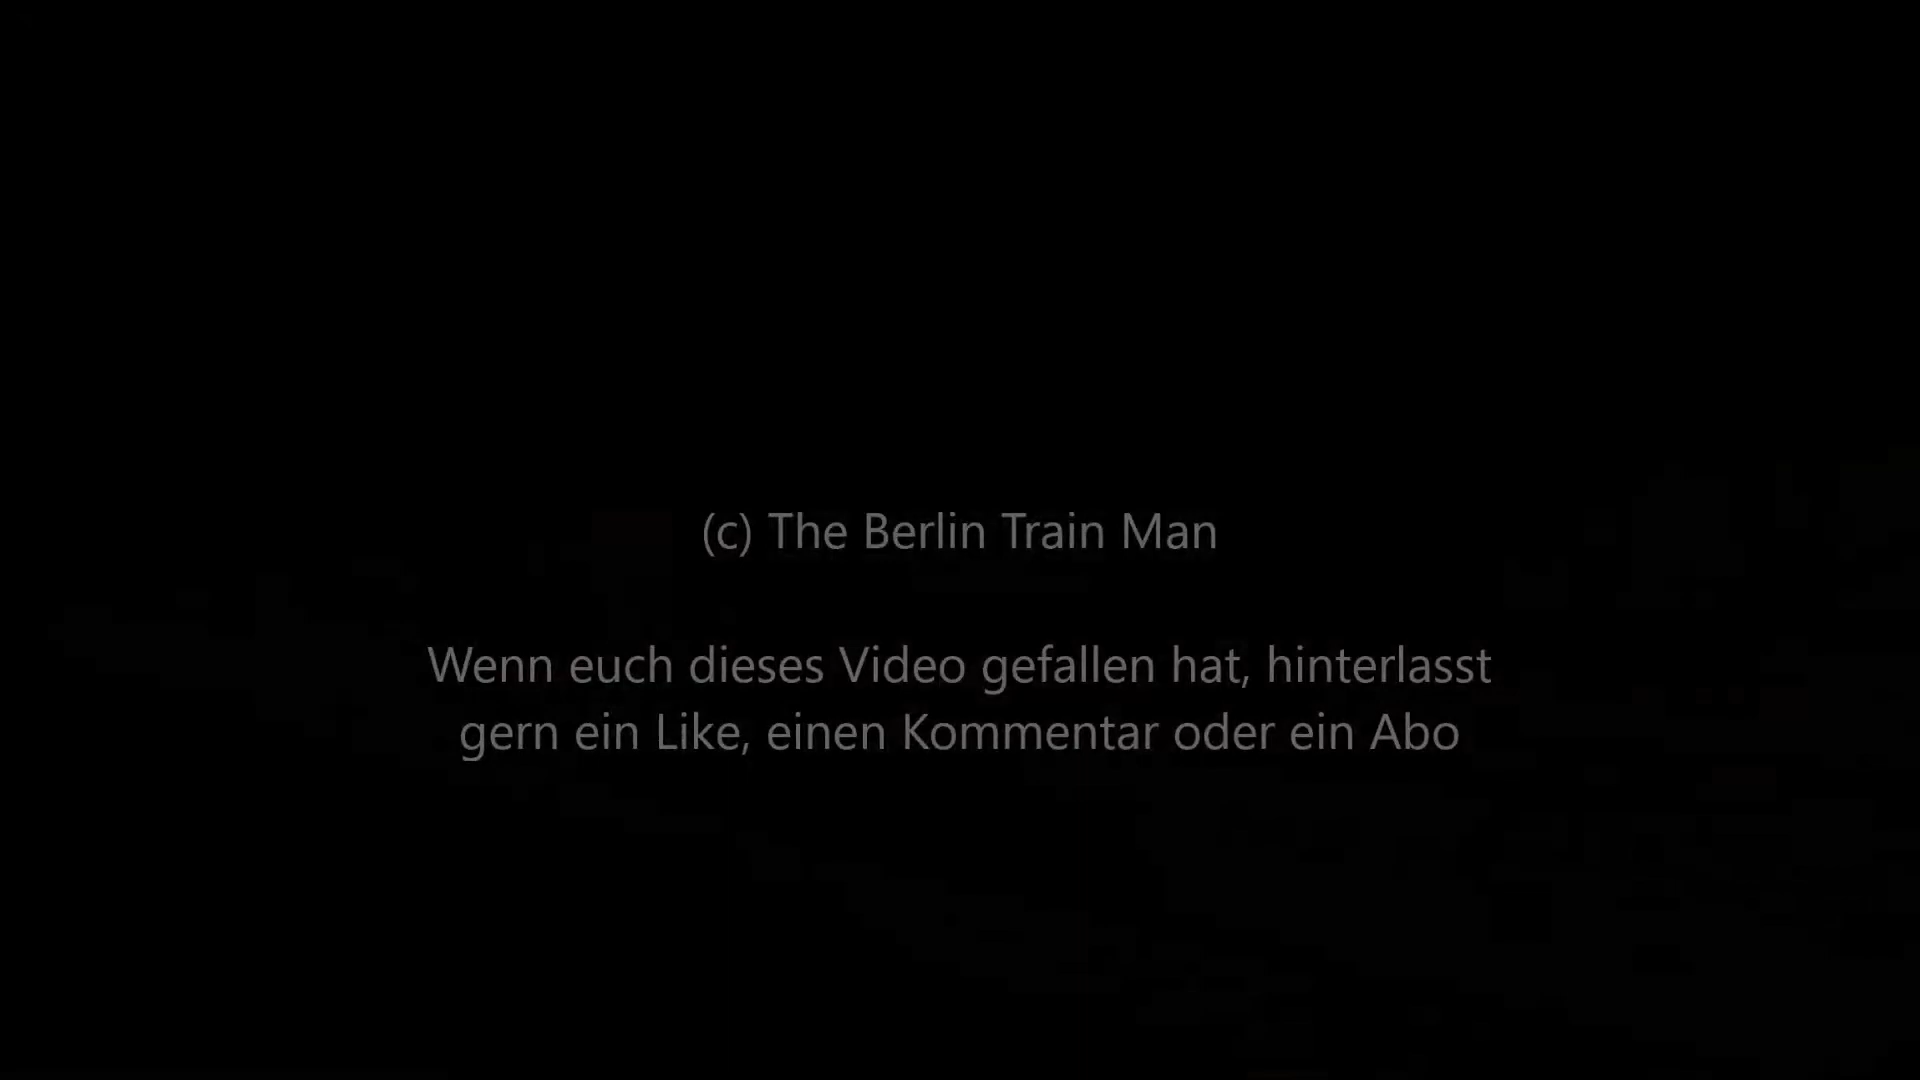 (c) The Berlin Train Man
Wenn euch dieses Video gefallen hat, hinterlasst
gern ein Like, einen Kommentar oder ein Abo